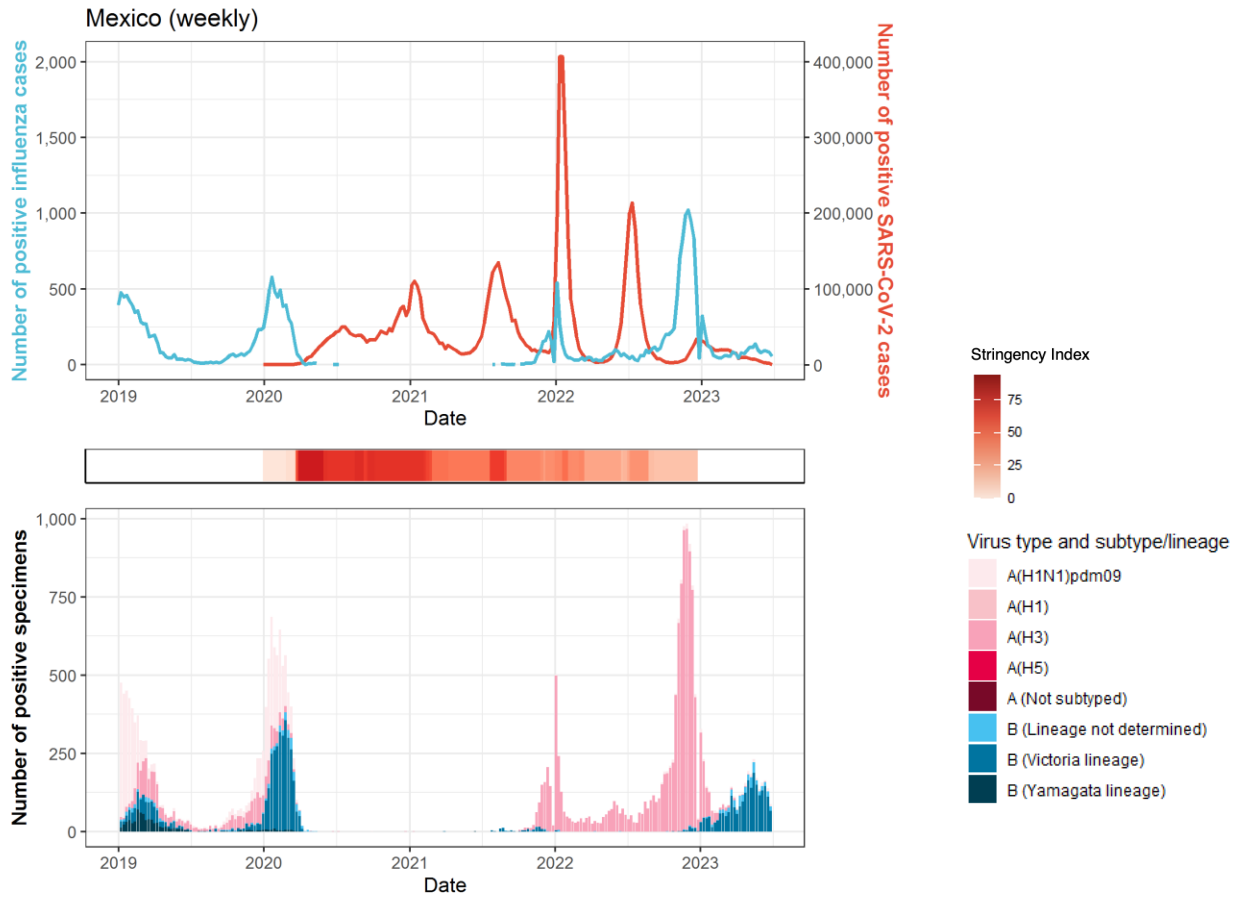 Mexico (weekly)
Number of positive influenza cases
2,000
1,500
1,000
500
0
400,000
300,000
200,000
100,000
0
Number of positive SARS-CoV-2 cases
2019 2020 2021 2022 2023
Date
Stringency Index
75
50
25
0
Number of positive specimens
1,000
750
500
250
0
2019 2020 2021 2022 2023
Date
Virus type and subtype/lineage
A(H1N1)pdm09
A(H1)
A(H3)
A(H5)
A (Not subtyped)
B (Lineage not determined)
B (Victoria lineage)
B (Yamagata lineage)